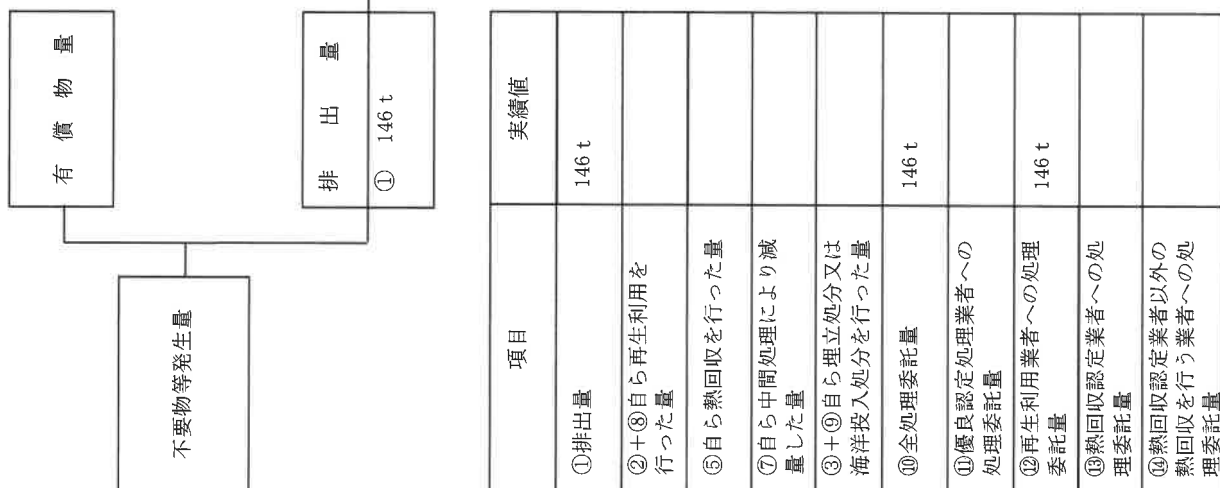 有償物量
不要物等発生量
排出量
① 146 t
項目
実績値
①排出量
146 t
②+⑧自ら再生利用を
行った量
⑤自ら熱回収を行った量
⑦自ら中間処理により減
量した量
③+⑨自ら埋立処分又は
海洋投入処分を行った量
⑩全処理委託量
146 t
⑪優良認定処理業者への
処理委託量
⑫再生利用業者への処理
委託量
146 t
⑬熱回収認定業者への処
理委託量
⑭熱回収認定業者以外の
熱回収を行う業者への処
理委託量